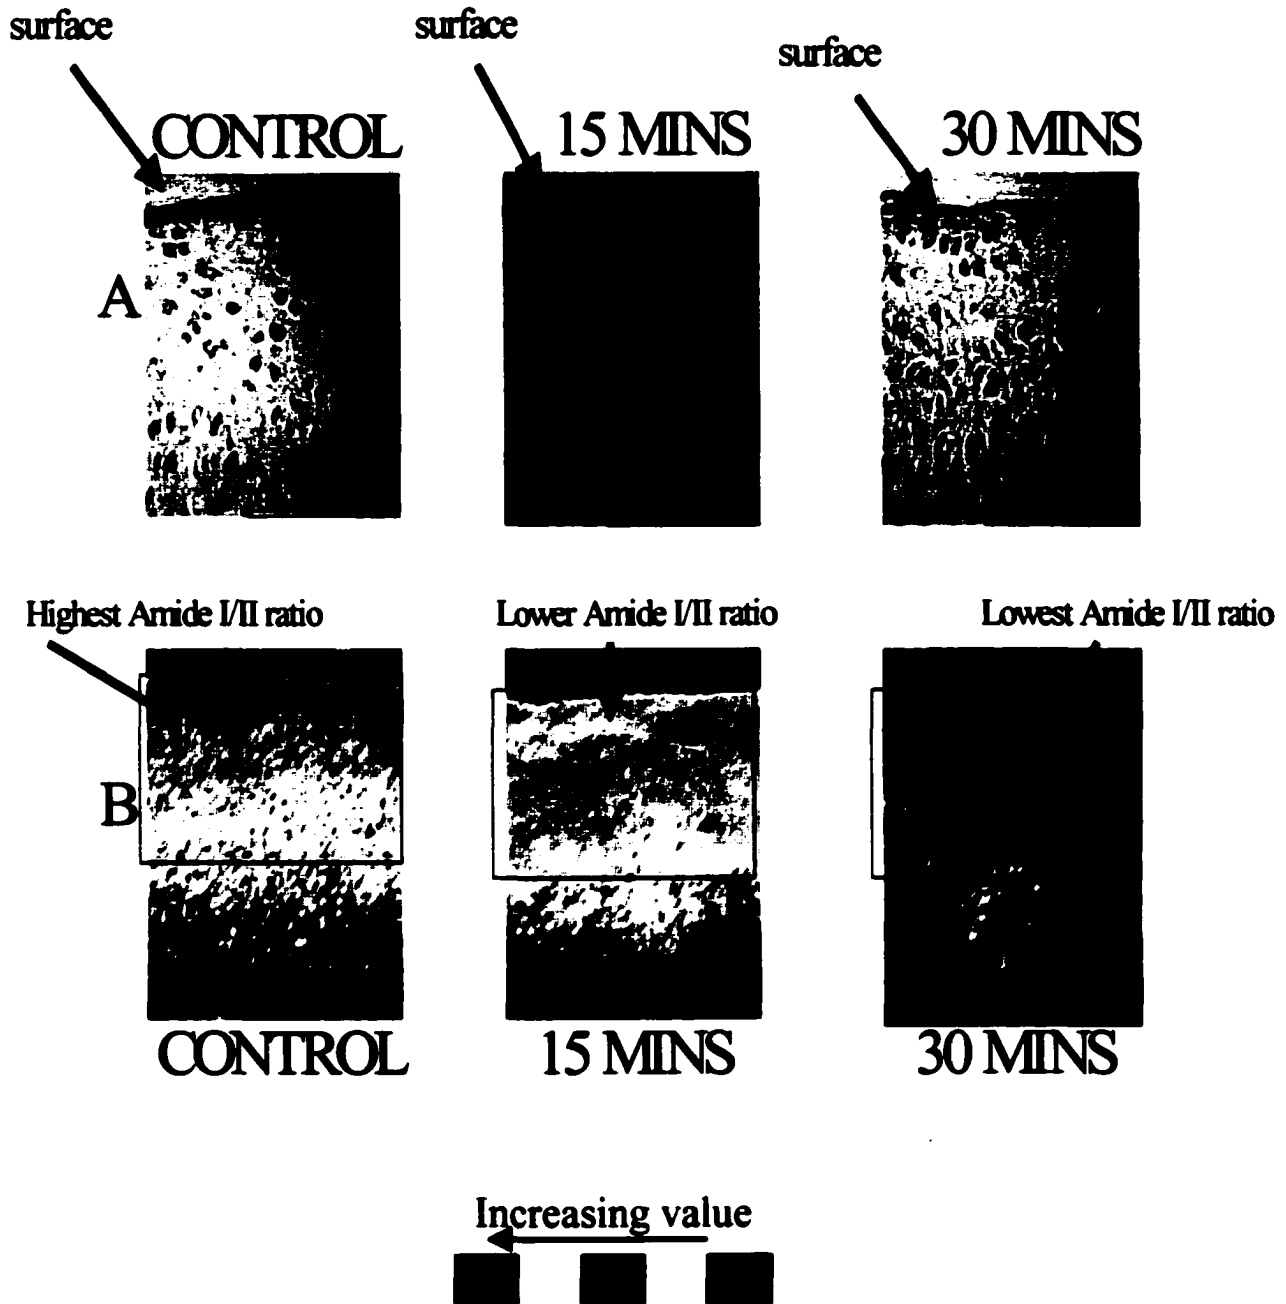 surface
surface
surface
CONTROL
15 MINS
30 MINS
A
Highest Amide I/II ratio
Lower Amide I/II ratio
Lowest Amide I/II ratio
B
CONTROL
15 MINS
30 MINS
Increasing value